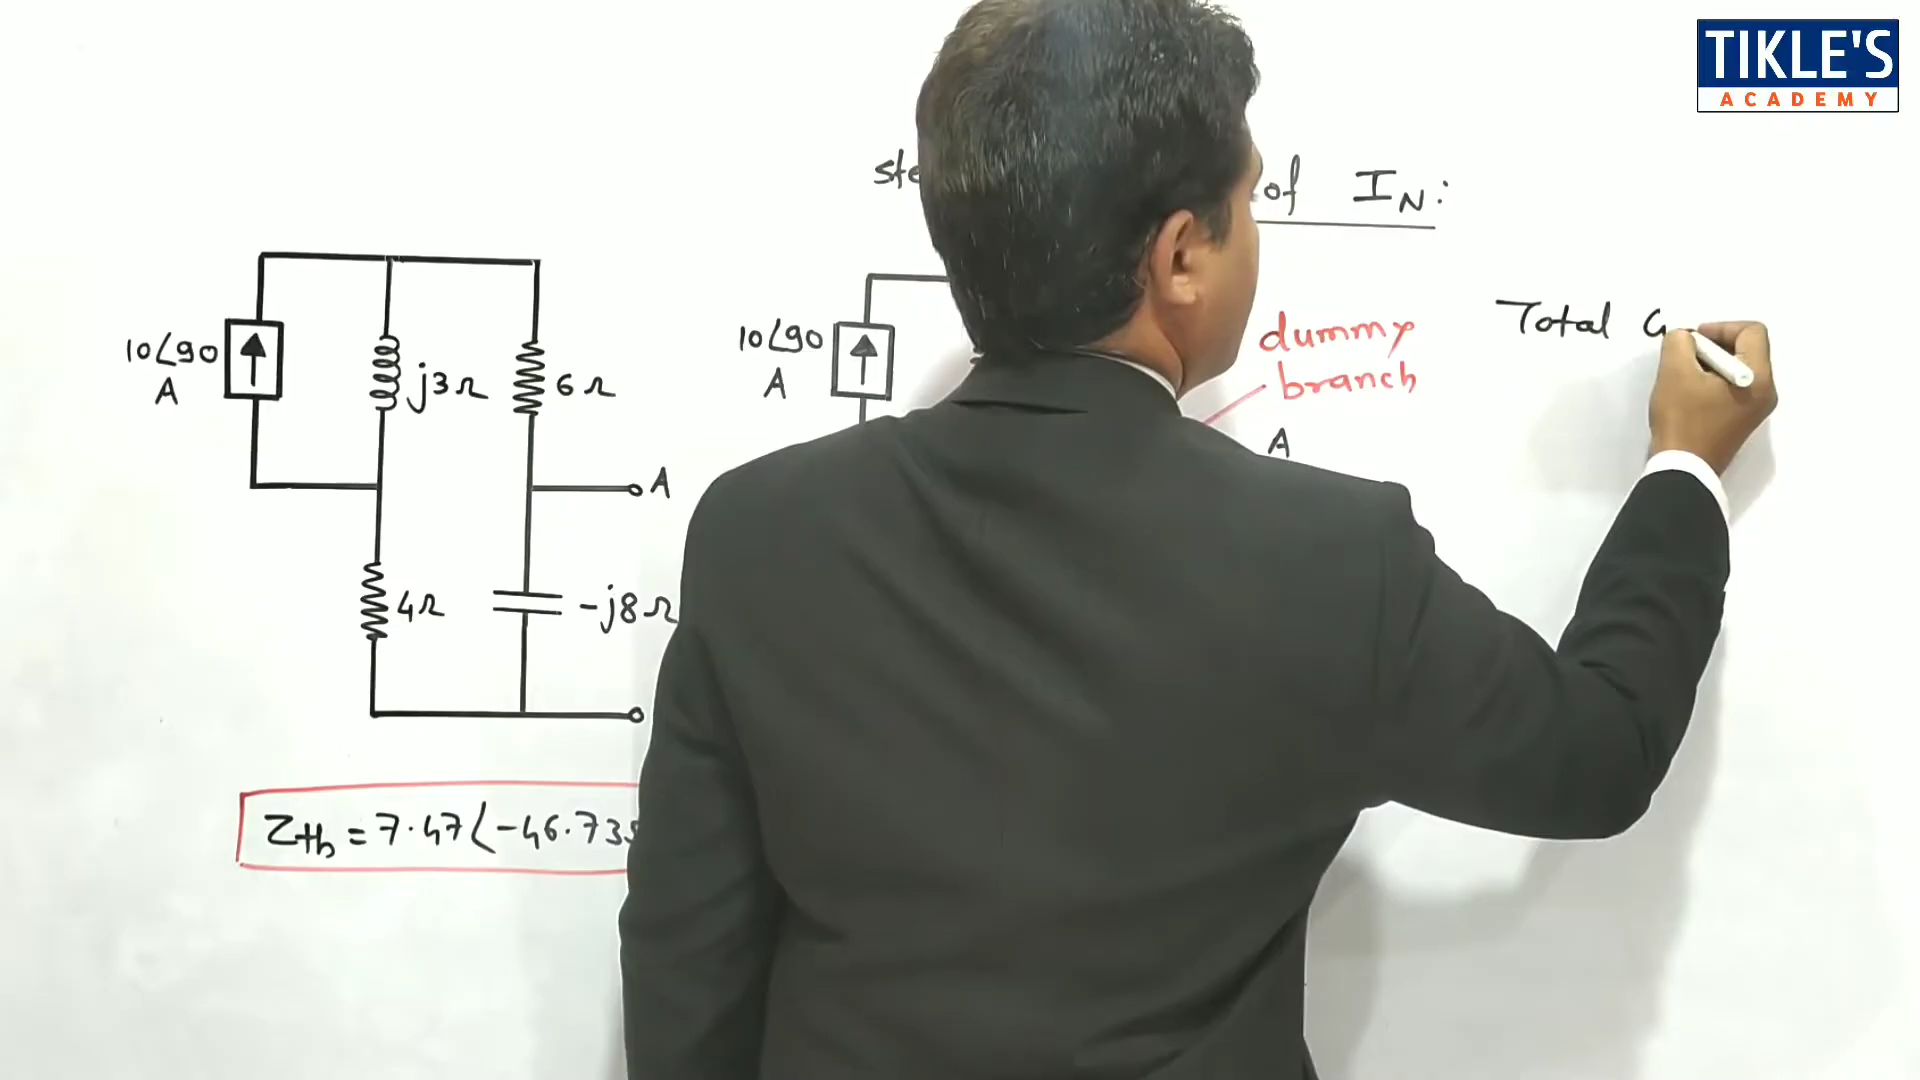 TIKLE'S
ACADEMY
of IN:
10∠90
A
j3Ω
6Ω
A
4Ω
-j8Ω
Zth = 7.47∠-46.73
10∠90
A
dummy
branch
A
Total